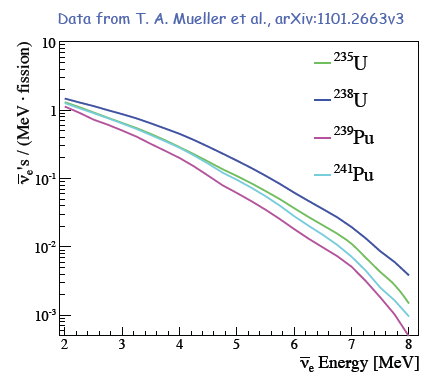 Data from T. A. Mueller et al., arXiv:1101.2663v3
ν̅ₑ's / (MeV · fission)
10
1
10⁻¹
10⁻²
10⁻³
²³⁵U
²³⁸U
²³⁹Pu
²⁴¹Pu
2 3 4 5 6 7 8
ν̅ₑ Energy [MeV]